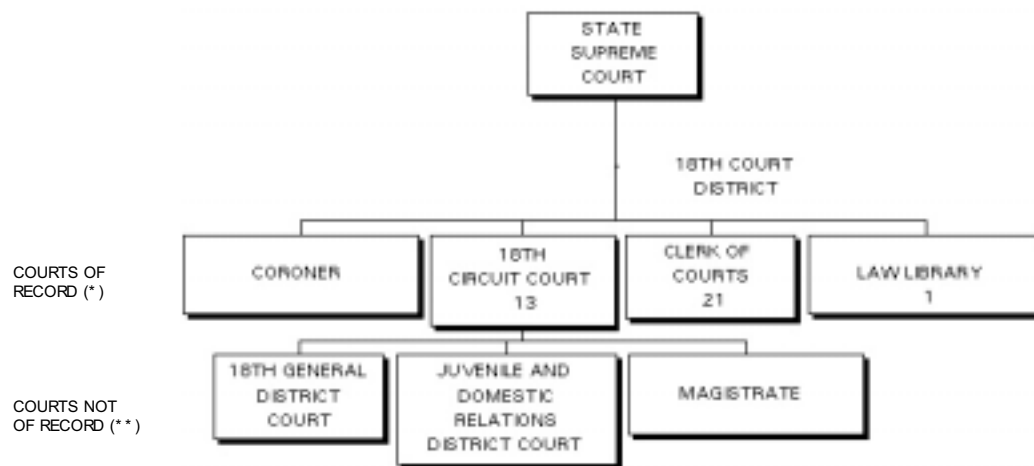 STATE
SUPREME
COURT
18TH COURT
DISTRICT
COURTS OF
RECORD (*)
CORONER
18TH
CIRCUIT COURT
13
CLERK OF
COURTS
21
LAW LIBRARY
1
COURTS NOT
OF RECORD (**)
18TH GENERAL
DISTRICT
COURT
JUVENILE AND
DOMESTIC
RELATIONS
DISTRICT COURT
MAGISTRATE